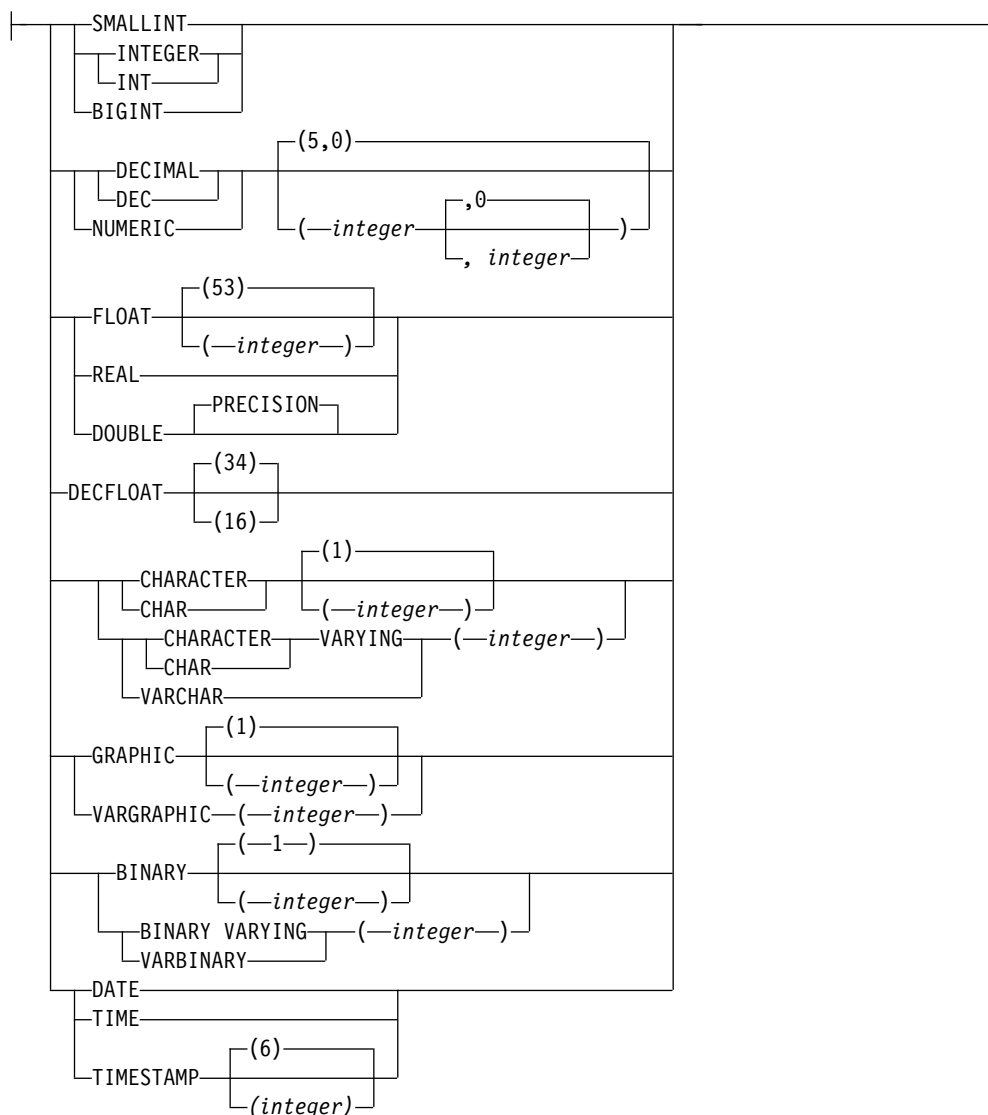 SMALLINT
INTEGER
INT
BIGINT
(5,0)
DECIMAL
DEC
,0
NUMERIC
( integer )
, integer
(53)
FLOAT
( integer )
REAL
PRECISION
DOUBLE
(34)
DECFLOAT
(16)
(1)
CHARACTER
CHAR
( integer )
CHARACTER VARYING ( integer )
CHAR
VARCHAR
(1)
GRAPHIC
( integer )
VARGRAPHIC ( integer )
( 1 )
BINARY
( integer )
BINARY VARYING ( integer )
VARBINARY
DATE
TIME
(6)
TIMESTAMP
(integer)